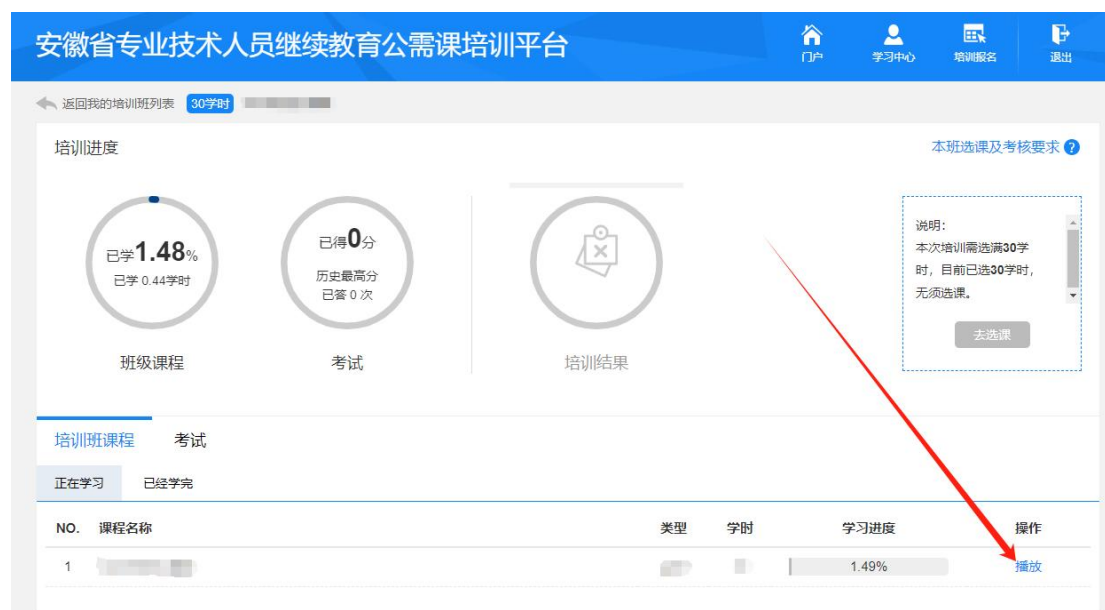 安徽省专业技术人员继续教育公需课培训平台
门户 学习中心 培训报名 退出
返回我的培训班列表 30学时
培训进度 本班选课及考核要求 ?
已学1.48%
已学 0.44学时
班级课程
已得0分
历史最高分
已答 0 次
考试
培训结果
说明:
本次培训需选满30学
时，目前已选30学时，
无须选课。
去选课
培训班课程 考试
正在学习 已经学完
NO. 课程名称 类型 学时 学习进度 操作
1 1.49% 播放